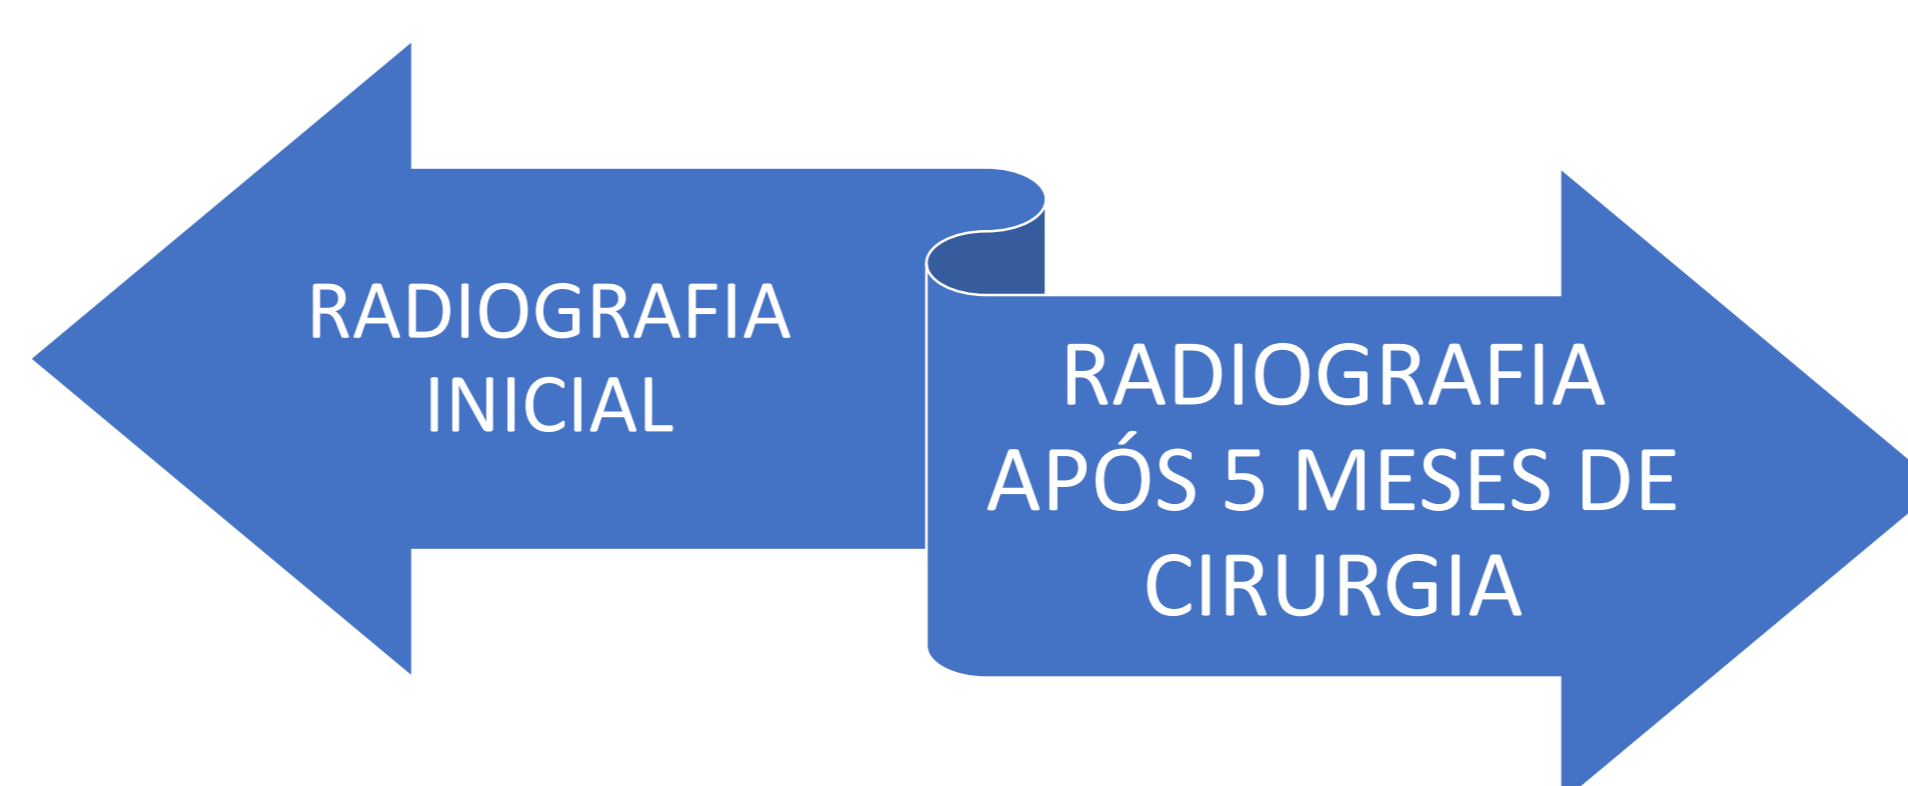 RADIOGRAFIA
INICIAL
RADIOGRAFIA
APÓS 5 MESES DE
CIRURGIA